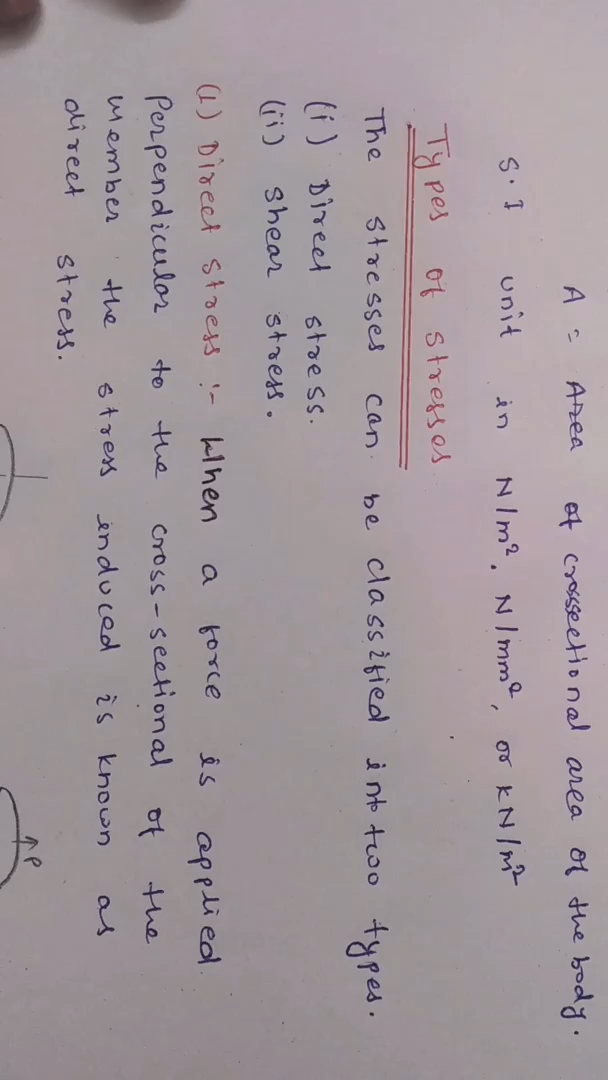 A = Area of crossectional area of the body.
S.I unit in N/m², N/mm², or KN/m²
Types of stresses
The stresses can be classified into two types.
(i) Direct stress.
(ii) shear stress.
(1) Direct stress :- When a force is applied
Perpendicular to the cross-sectional of the
member the stress induced is known as
direct stress.
P